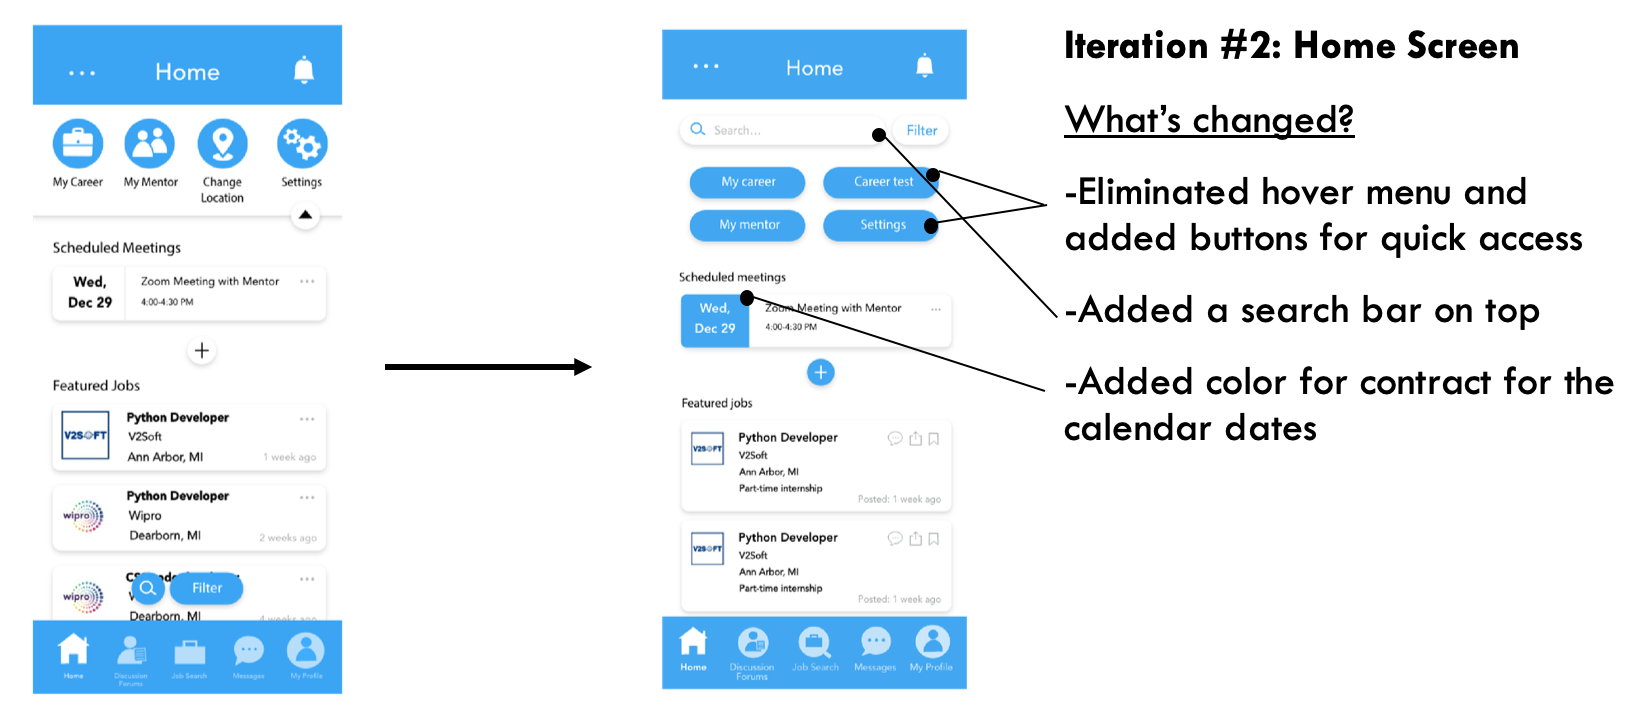 Home
My Career
My Mentor
Change
Location
Settings
Scheduled Meetings
Wed,
Dec 29
Zoom Meeting with Mentor
4:00-4:30 PM
Featured Jobs
V2SOFT
Python Developer
V2Soft
Ann Arbor, MI
1 week ago
wipro
Python Developer
Wipro
Dearborn, MI
2 weeks ago
wipro
Filter
Dearborn, MI
4 weeks ago
Home
Discussion
Forums
Job Search
Messages
My Profile
Home
Search...
Filter
My career
Career test
My mentor
Settings
Scheduled meetings
Wed,
Dec 29
Zoom Meeting with Mentor
4:00-4:30 PM
Featured jobs
V2SOFT
Python Developer
V2Soft
Ann Arbor, MI
Part-time internship
Posted: 1 week ago
V2SOFT
Python Developer
V2Soft
Ann Arbor, MI
Part-time internship
Posted: 1 week ago
Home
Discussion
Forums
Job Search
Messages
My Profile
Iteration #2: Home Screen
What's changed?
-Eliminated hover menu and
added buttons for quick access
-Added a search bar on top
-Added color for contract for the
calendar dates